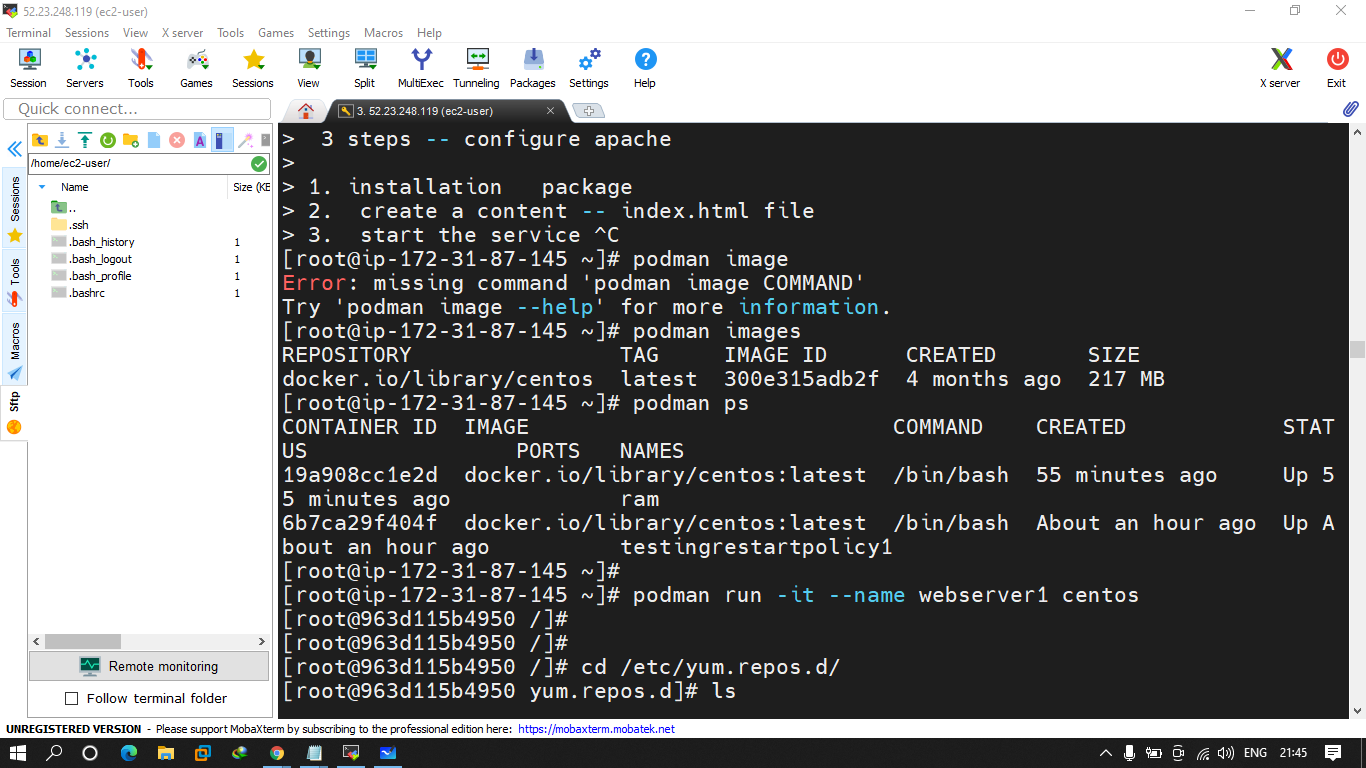 52.23.248.119 (ec2-user)
Terminal Sessions View X server Tools Games Settings Macros Help
Session Servers Tools Games Sessions View Split MultiExec Tunneling Packages Settings Help X server Exit
Quick connect...
3. 52.23.248.119 (ec2-user)
/home/ec2-user/
Name Size (KB
..
.ssh
.bash_history 1
.bash_logout 1
.bash_profile 1
.bashrc 1
Sessions
Tools
Macros
Sftp
Remote monitoring
Follow terminal folder
> 3 steps -- configure apache
>
> 1. installation package
> 2. create a content -- index.html file
> 3. start the service ^C
[root@ip-172-31-87-145 ~]# podman image
Error: missing command 'podman image COMMAND'
Try 'podman image --help' for more information.
[root@ip-172-31-87-145 ~]# podman images
REPOSITORY TAG IMAGE ID CREATED SIZE
docker.io/library/centos latest 300e315adb2f 4 months ago 217 MB
[root@ip-172-31-87-145 ~]# podman ps
CONTAINER ID IMAGE COMMAND CREATED STAT
US PORTS NAMES
19a908cc1e2d docker.io/library/centos:latest /bin/bash 55 minutes ago Up 5
5 minutes ago ram
6b7ca29f404f docker.io/library/centos:latest /bin/bash About an hour ago Up A
bout an hour ago testingrestartpolicy1
[root@ip-172-31-87-145 ~]#
[root@ip-172-31-87-145 ~]# podman run -it --name webserver1 centos
[root@963d115b4950 /]#
[root@963d115b4950 /]#
[root@963d115b4950 /]# cd /etc/yum.repos.d/
[root@963d115b4950 yum.repos.d]# ls
UNREGISTERED VERSION - Please support MobaXterm by subscribing to the professional edition here: https://mobaxterm.mobatek.net
ENG 21:45